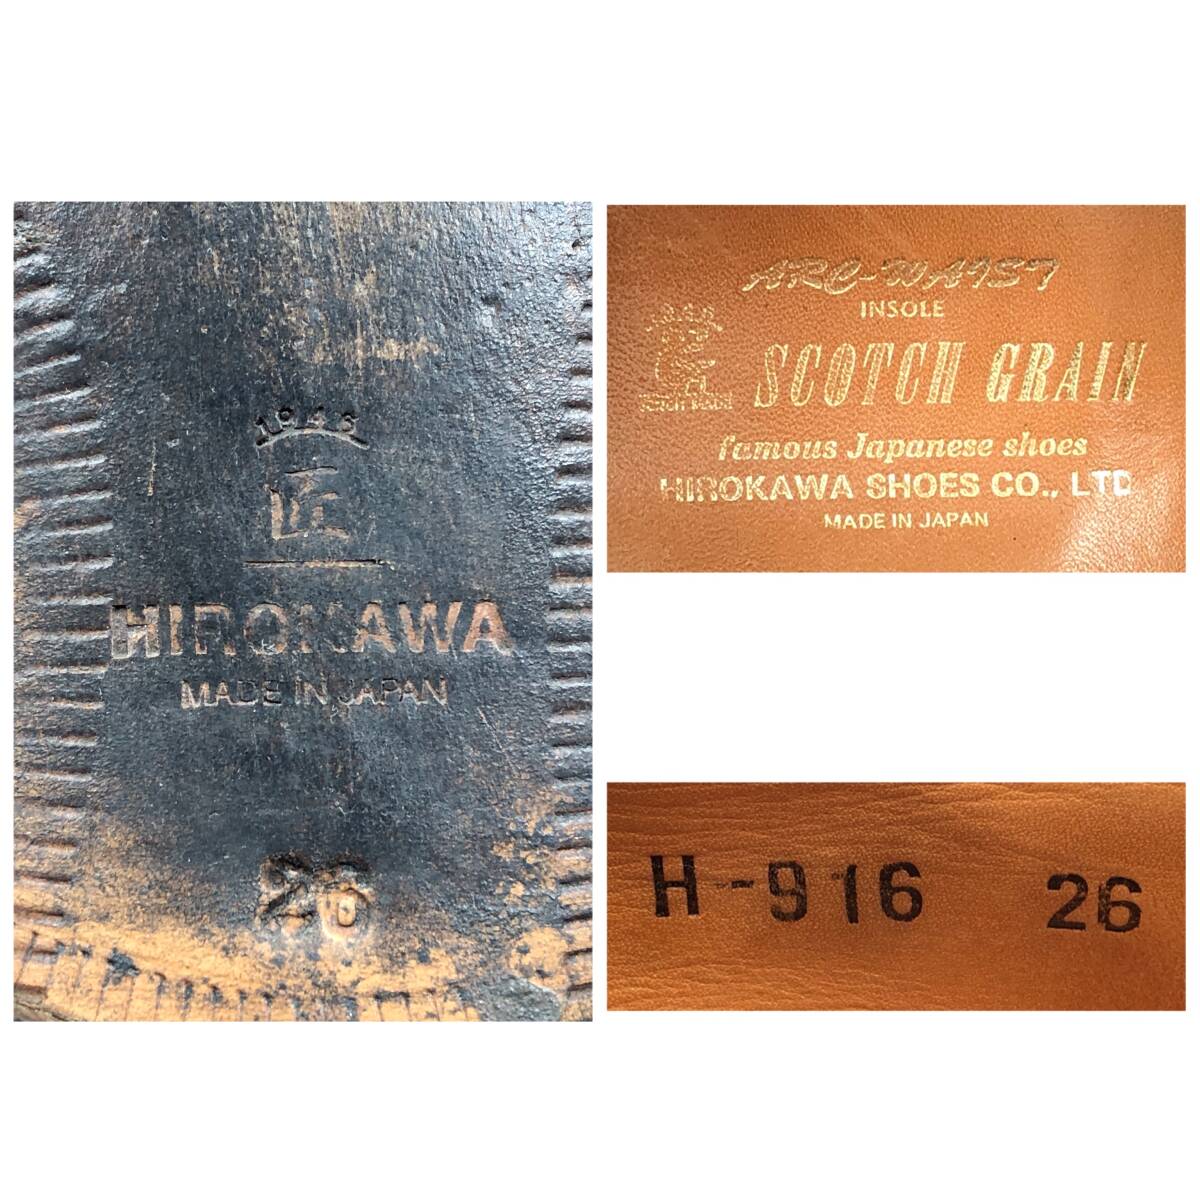 1946
匠
HIROKAWA
MADE IN JAPAN
26
ARC-WAIST
INSOLE
SCOTCH GRAIN
famous Japanese shoes
HIROKAWA SHOES CO., LTD
MADE IN JAPAN
H-916 26